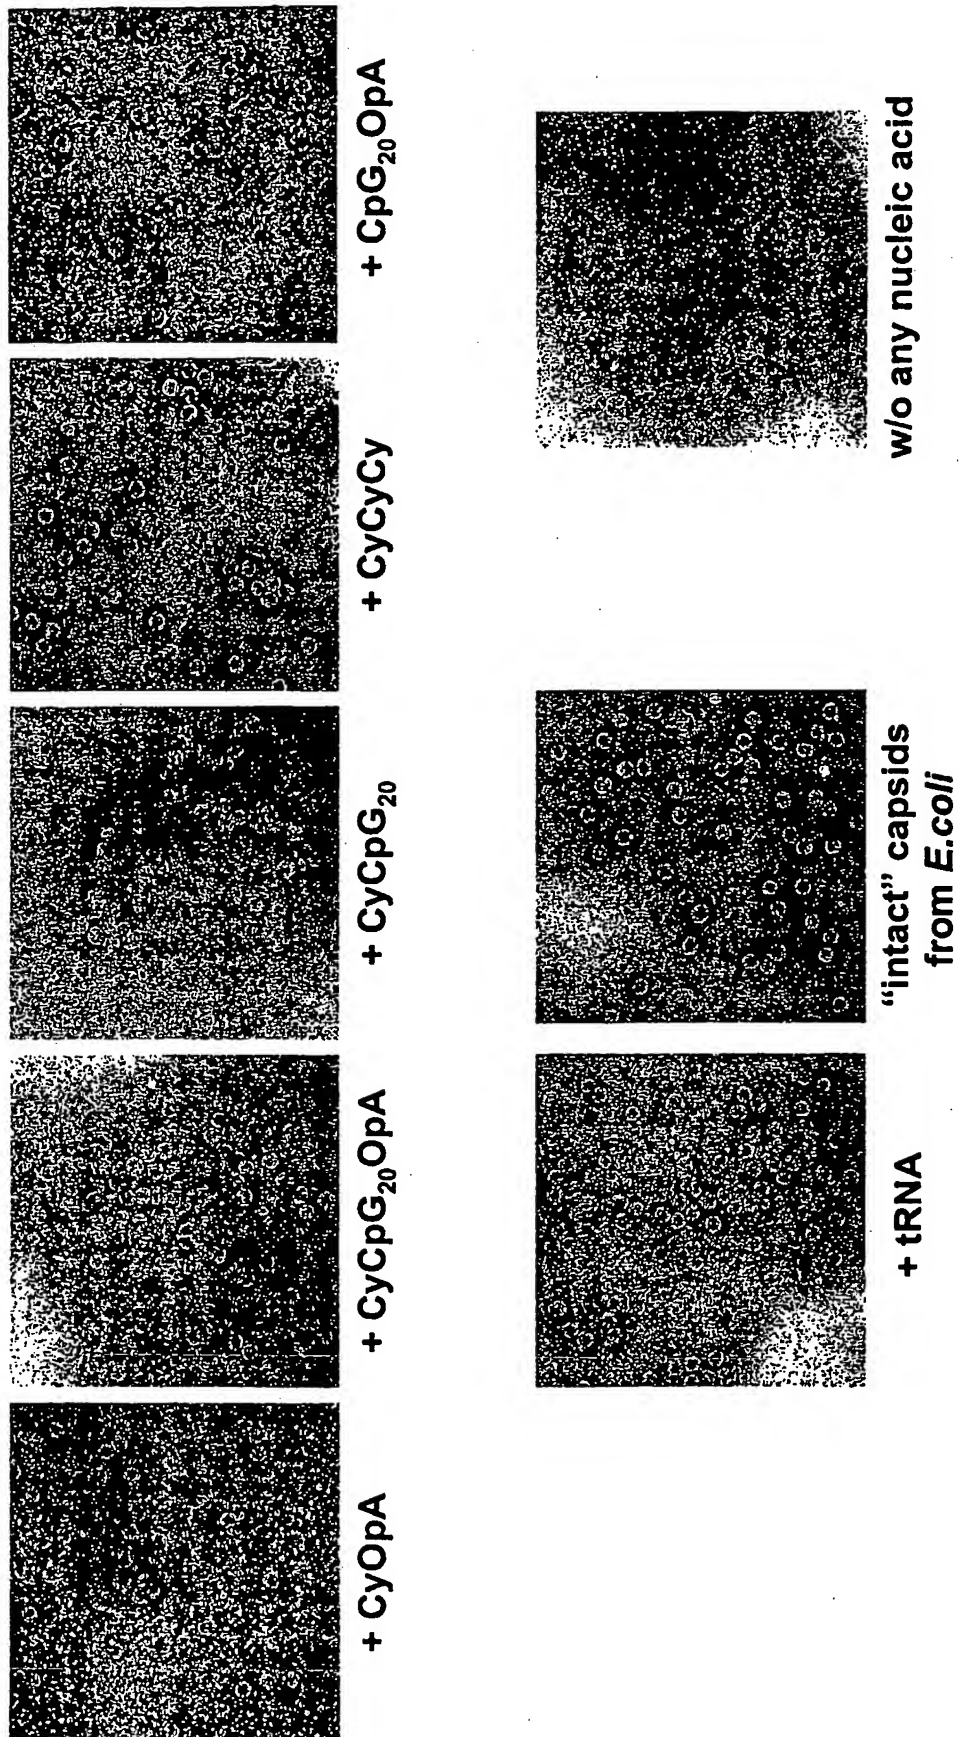 + CyOpA
+ CyCpG₂₀OpA
+ CyCpG₂₀
+ CyCyCy
+ CpG₂₀OpA
+ tRNA
“intact” capsids
from E.coli
w/o any nucleic acid